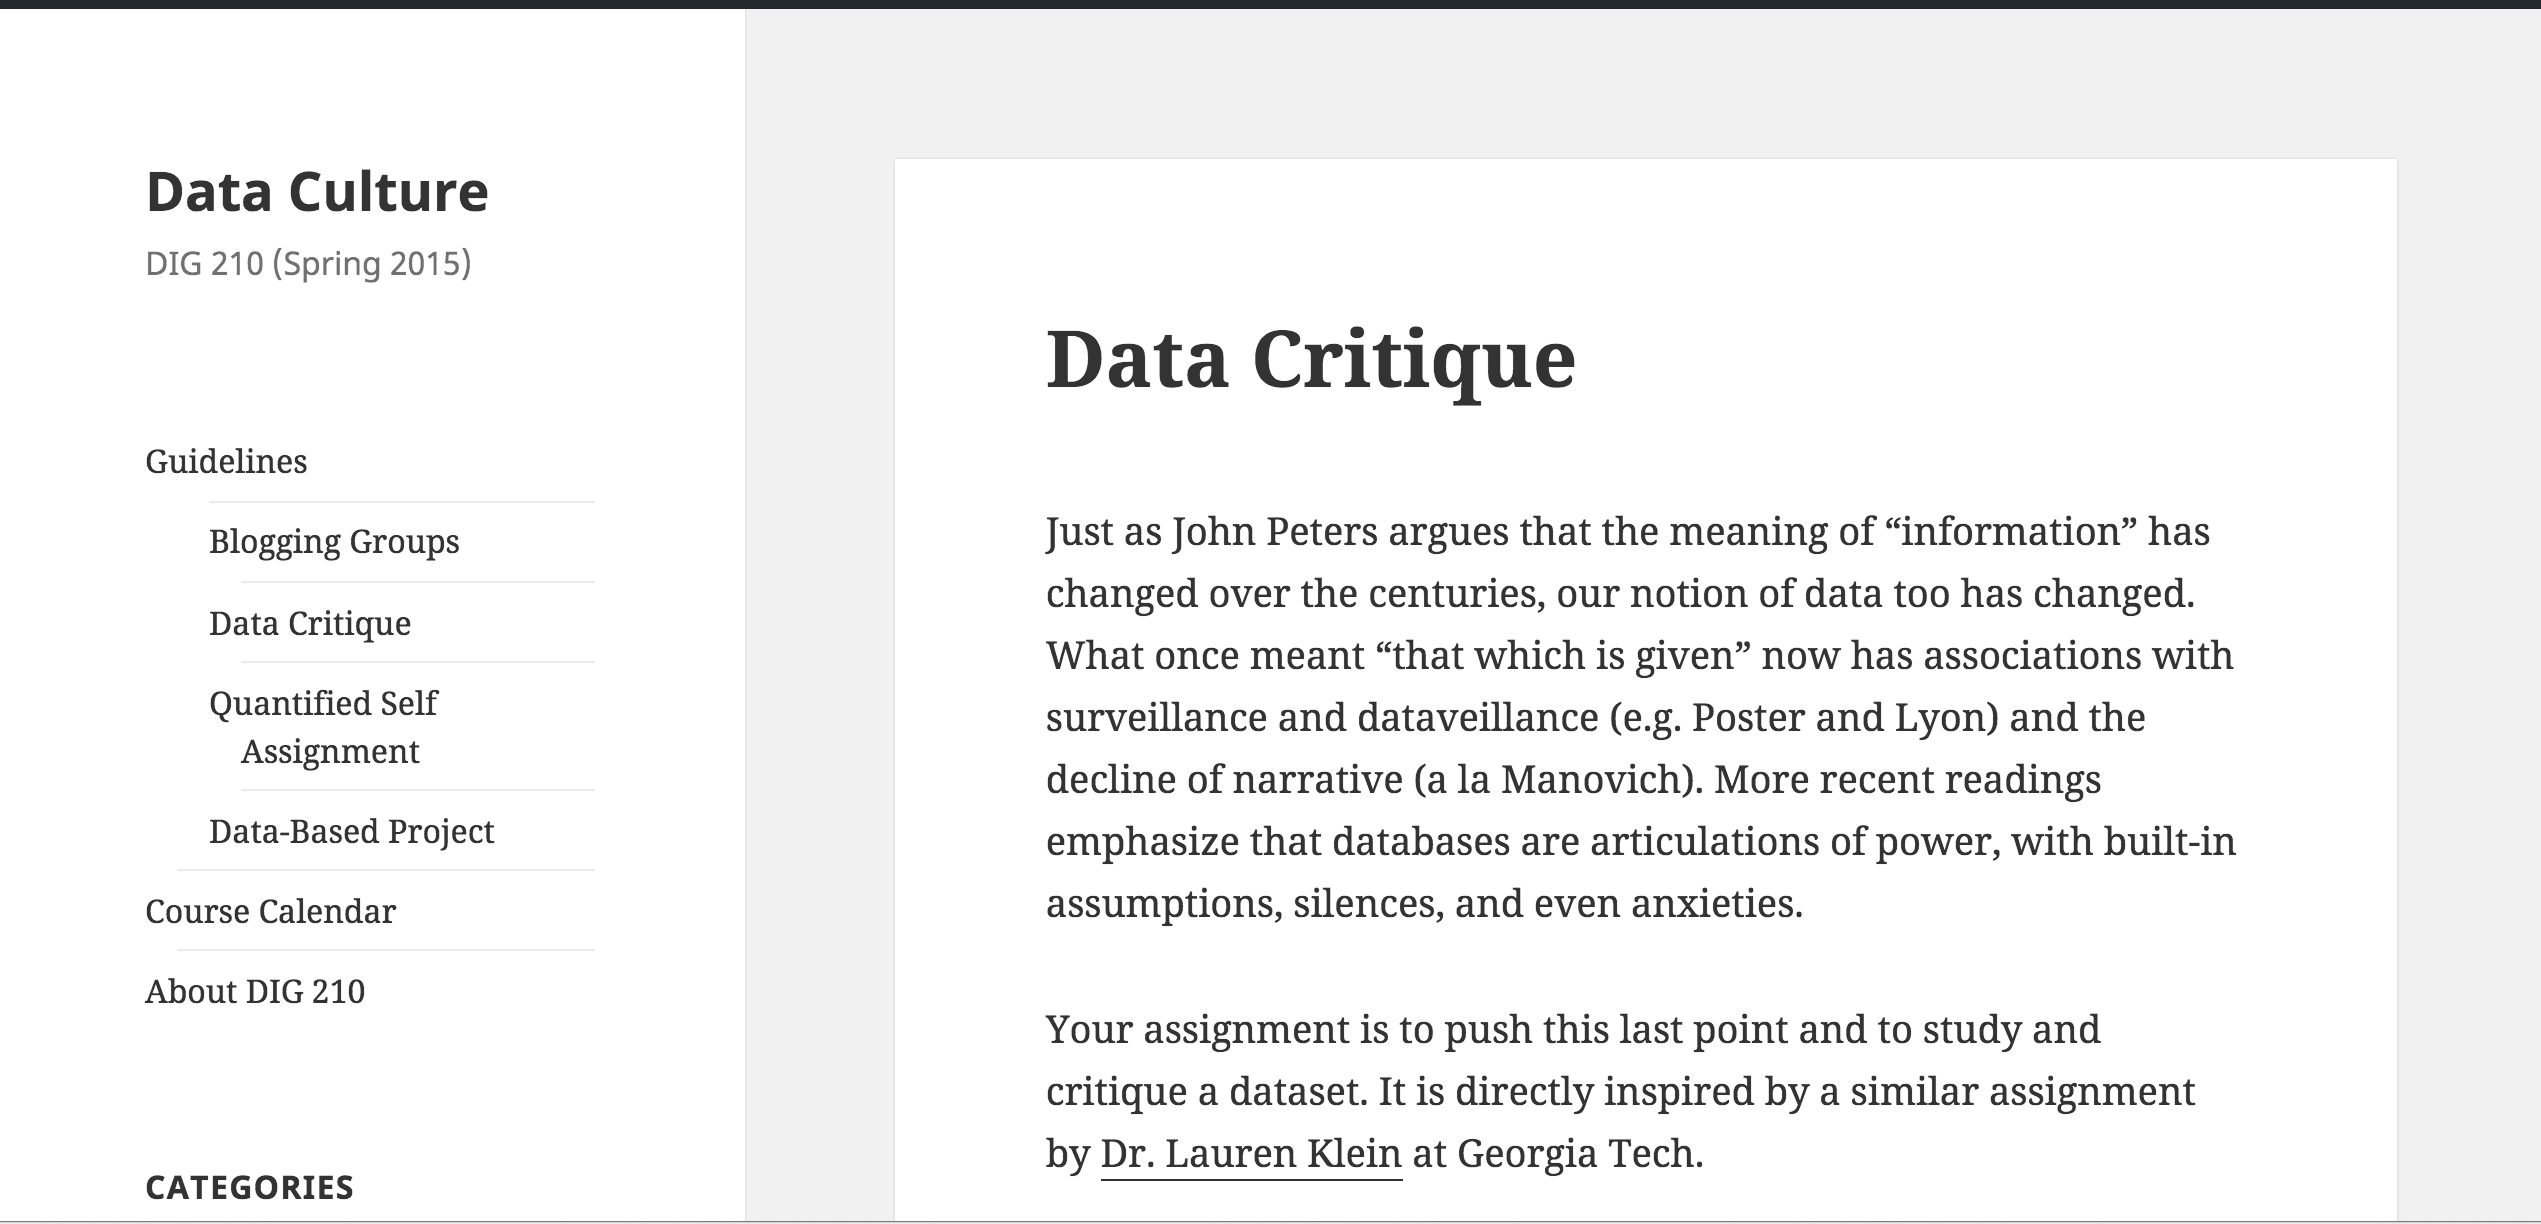 Data Culture
DIG 210 (Spring 2015)
Guidelines
Blogging Groups
Data Critique
Quantified Self
Assignment
Data-Based Project
Course Calendar
About DIG 210
CATEGORIES
Data Critique
Just as John Peters argues that the meaning of “information” has
changed over the centuries, our notion of data too has changed.
What once meant “that which is given” now has associations with
surveillance and dataveillance (e.g. Poster and Lyon) and the
decline of narrative (a la Manovich). More recent readings
emphasize that databases are articulations of power, with built-in
assumptions, silences, and even anxieties.
Your assignment is to push this last point and to study and
critique a dataset. It is directly inspired by a similar assignment
by Dr. Lauren Klein at Georgia Tech.